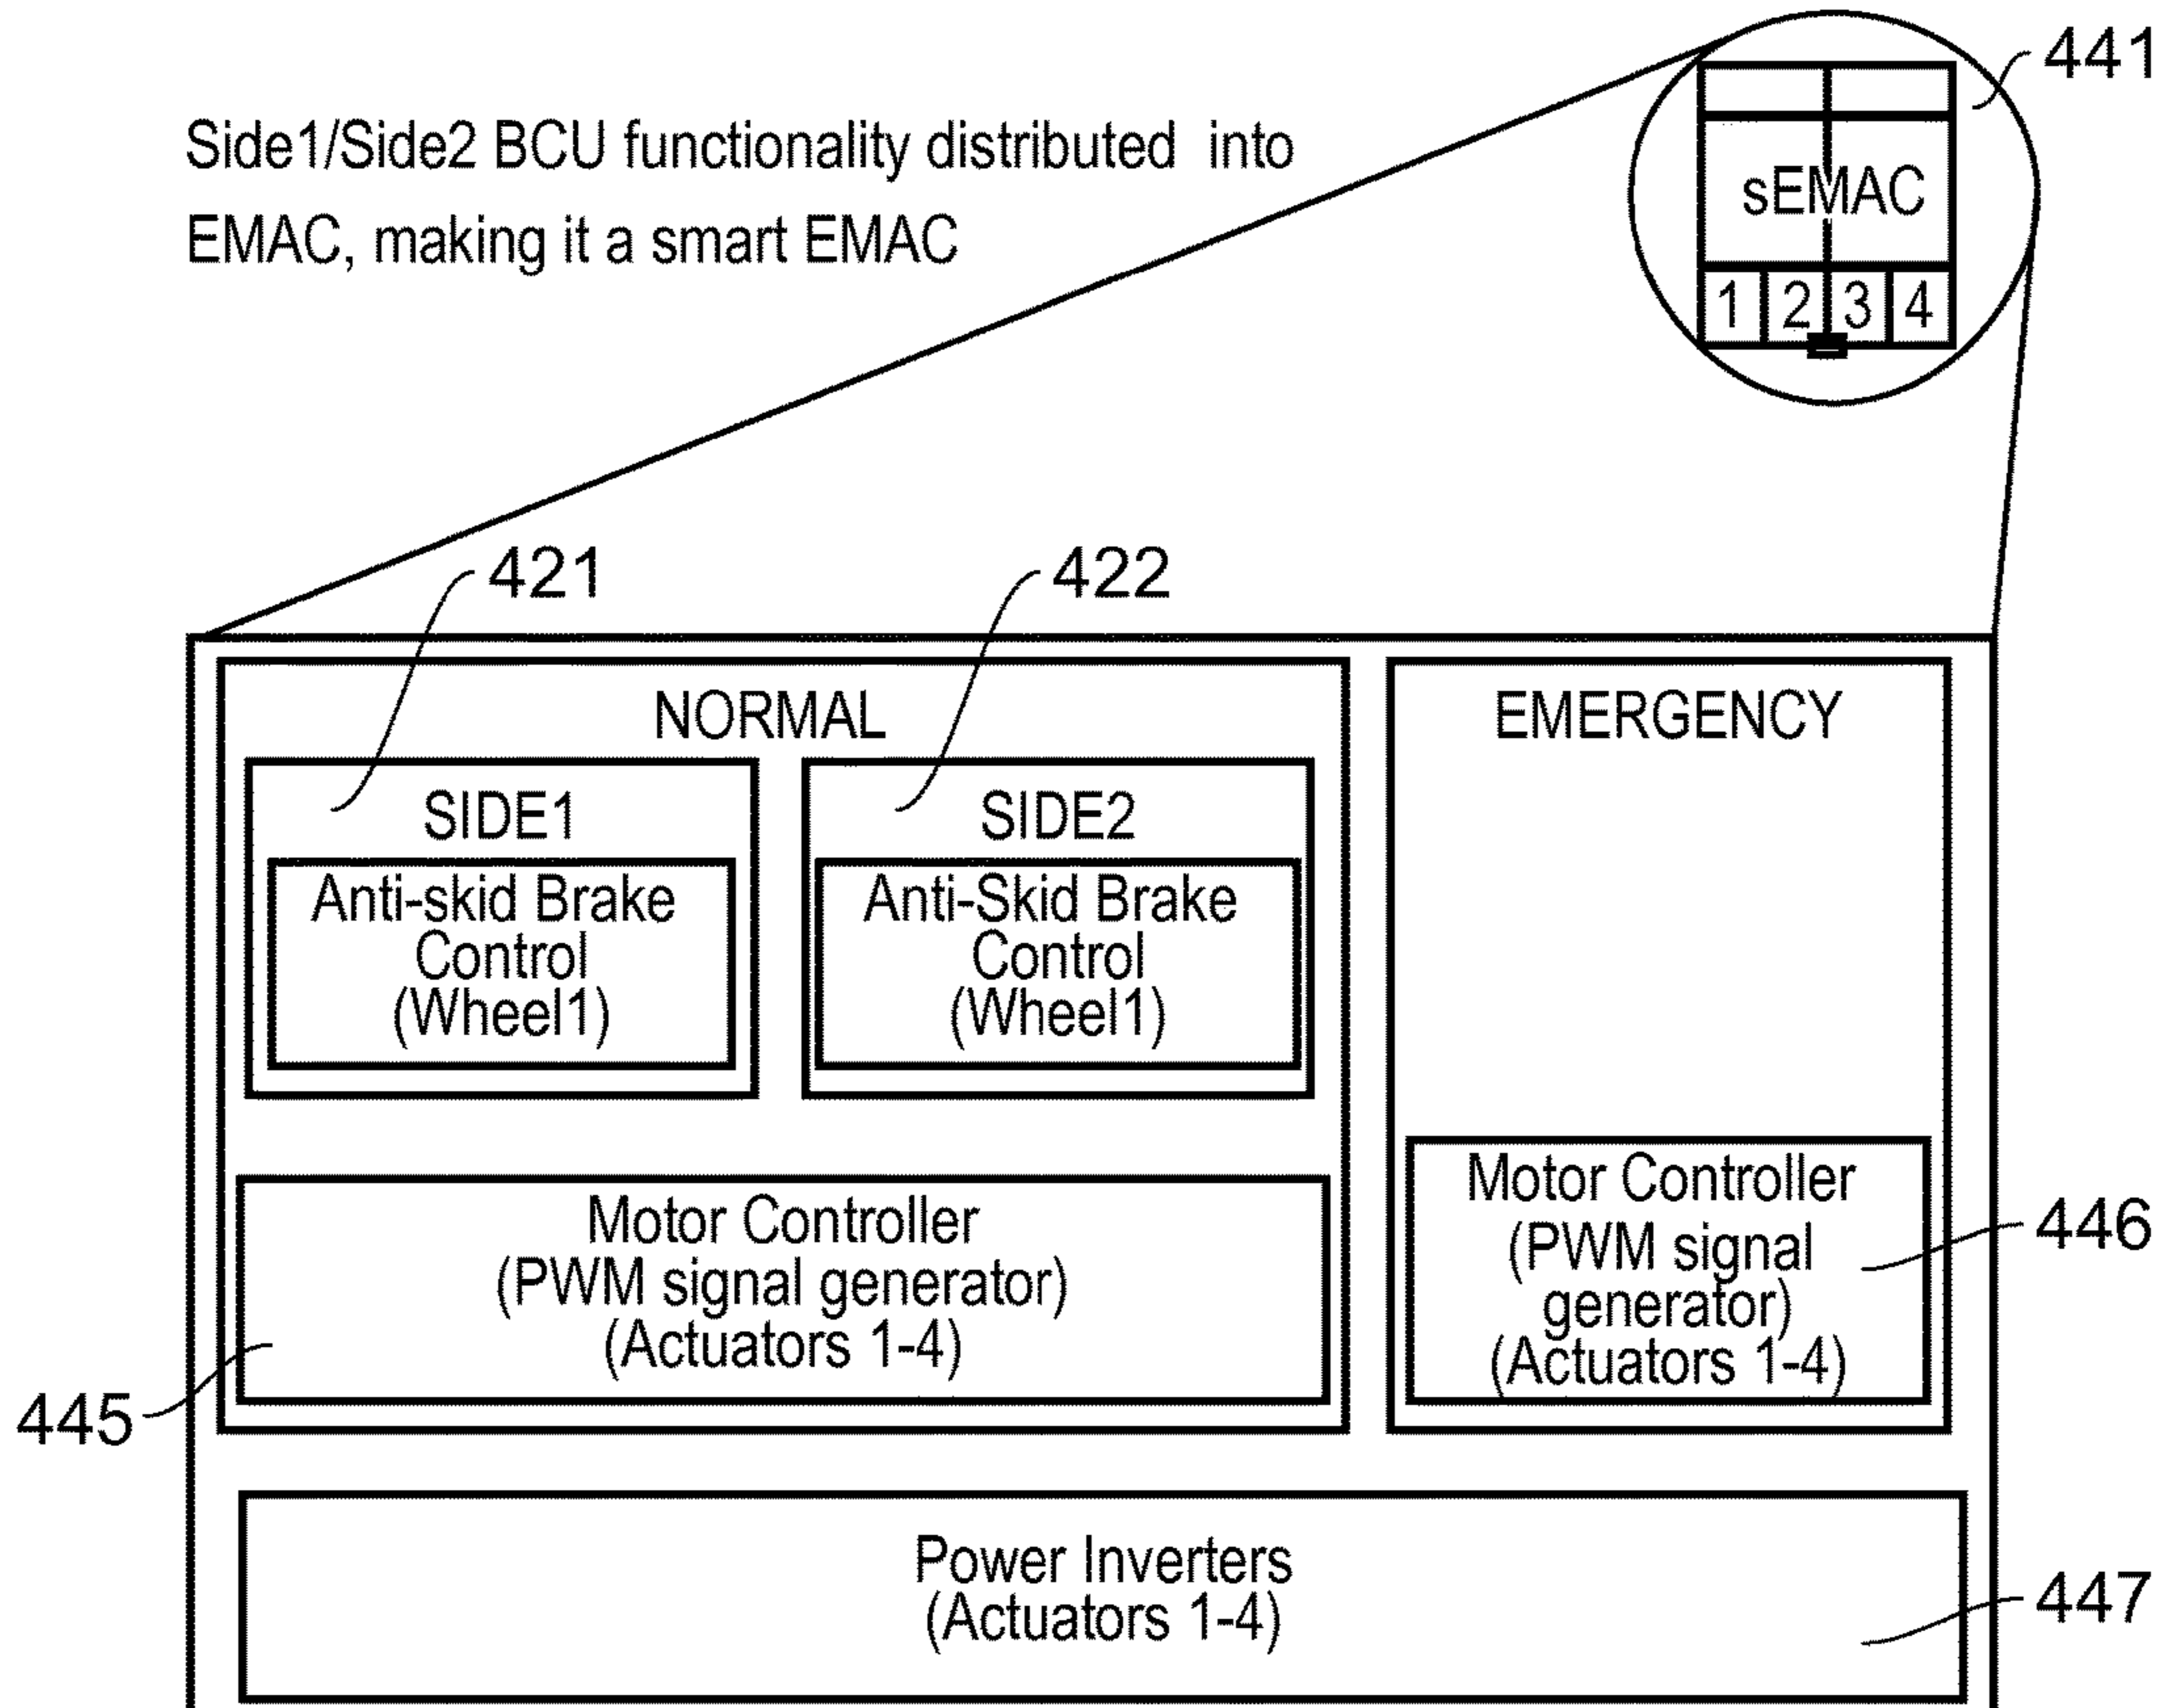 441
Side1/Side2 BCU functionality distributed into
EMAC, making it a smart EMAC
sEMAC
1 2 3 4
421
422
NORMAL
EMERGENCY
SIDE1
SIDE2
Anti-skid Brake
Control
(Wheel1)
Anti-Skid Brake
Control
(Wheel1)
Motor Controller
(PWM signal generator)
(Actuators 1-4)
445
Motor Controller
(PWM signal
generator)
(Actuators 1-4)
446
Power Inverters
(Actuators 1-4)
447